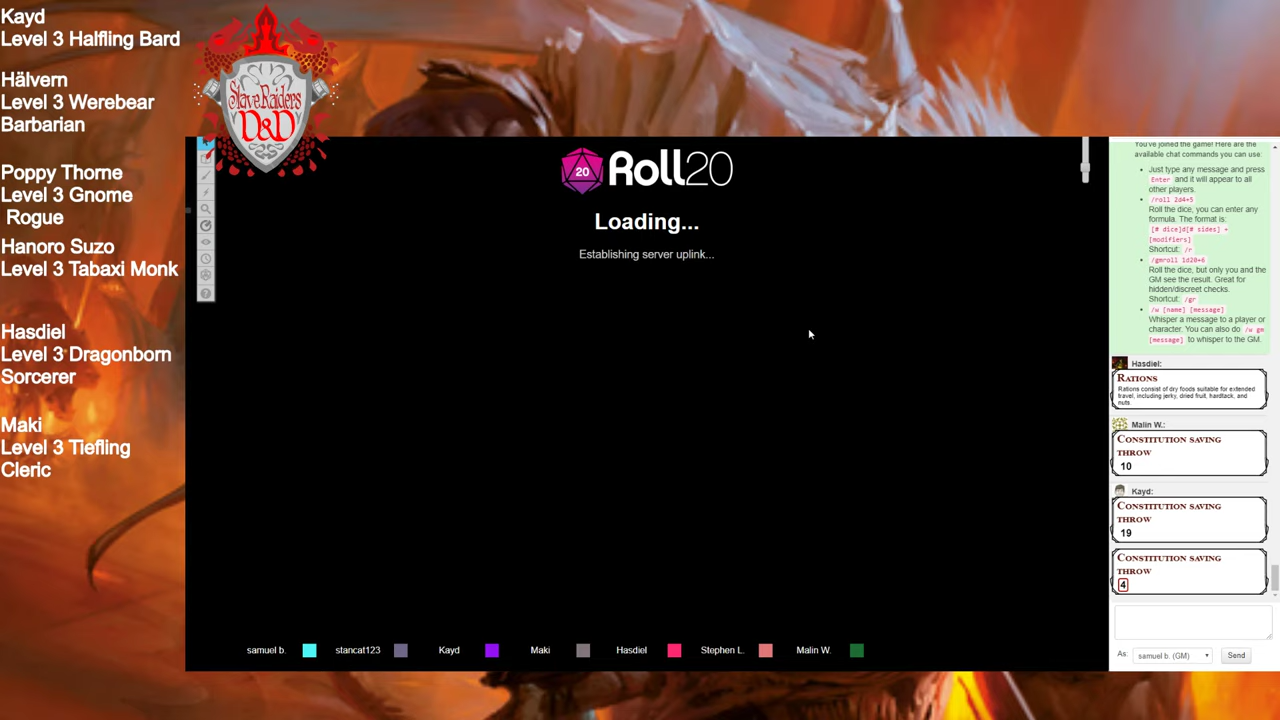 Kayd
Level 3 Halfling Bard
Hälvern
Level 3 Werebear
Barbarian
Poppy Thorne
Level 3 Gnome
Rogue
Hanoro Suzo
Level 3 Tabaxi Monk
Hasdiel
Level 3 Dragonborn
Sorcerer
Maki
Level 3 Tiefling
Cleric
Slave Raiders
D&D
20
Roll20
Loading...
Establishing server uplink...
samuel b.
stancat123
Kayd
Maki
Hasdiel
Stephen L.
Malin W.
You've joined the game! Here are the
available chat commands you can use:
Just type any message and press
Enter and it will appear to all
other players.
/roll 2d4+5
Roll the dice, you can enter any
formula. The format is:
[# dice]d[# sides] +
[modifiers]
Shortcut: /r
/gmroll 1d20+6
Roll the dice, but only you and the
GM see the result. Great for
hidden/discreet checks.
Shortcut: /gr
/w [name] [message]
Whisper a message to a player or
character. You can also do /w gm
[message] to whisper to the GM.
Hasdiel:
Rations
Rations consist of dry foods suitable for extended
travel, including jerky, dried fruit, hardtack, and
nuts.
Malin W.:
Constitution saving
throw
10
Kayd:
Constitution saving
throw
19
Constitution saving
throw
4
As:
samuel b. (GM)
Send